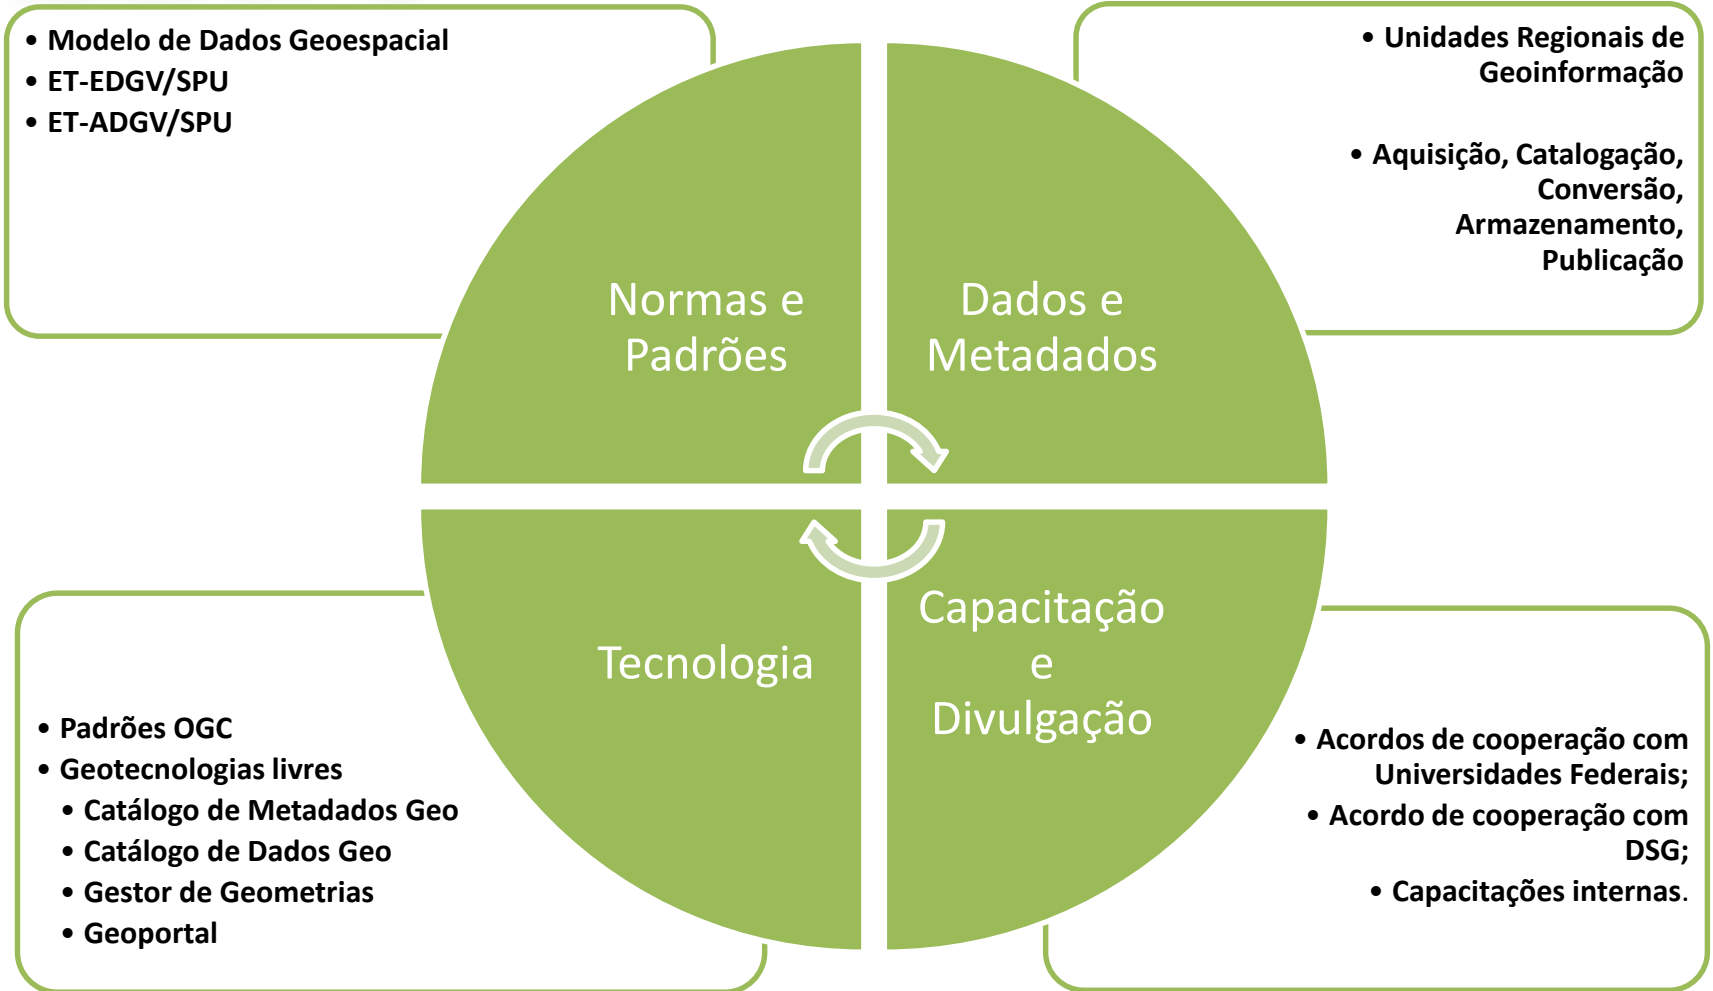 • Modelo de Dados Geoespacial
• ET-EDGV/SPU
• ET-ADGV/SPU
• Unidades Regionais de
Geoinformação
• Aquisição, Catalogação,
Conversão,
Armazenamento,
Publicação
Normas e
Padrões
Dados e
Metadados
Tecnologia
Capacitação
e
Divulgação
• Padrões OGC
• Geotecnologias livres
• Catálogo de Metadados Geo
• Catálogo de Dados Geo
• Gestor de Geometrias
• Geoportal
• Acordos de cooperação com
Universidades Federais;
• Acordo de cooperação com
DSG;
• Capacitações internas.